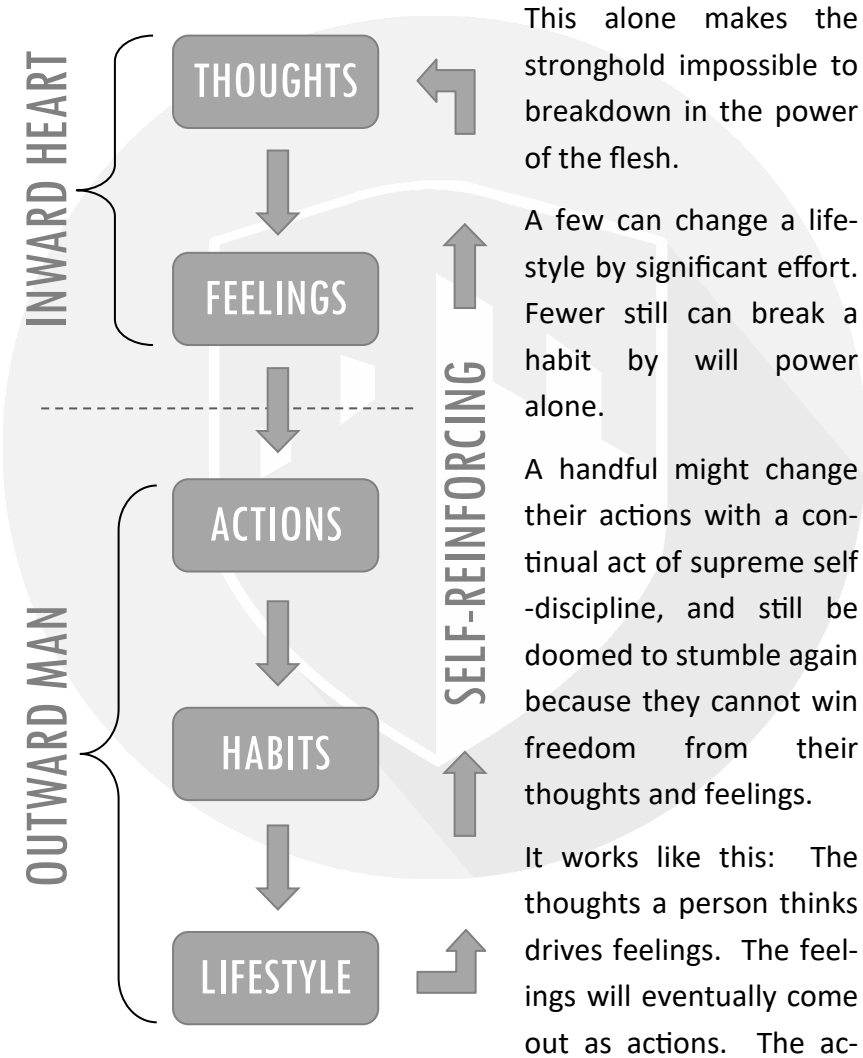 INWARD HEART
THOUGHTS
FEELINGS
OUTWARD MAN
ACTIONS
HABITS
LIFESTYLE
SELF-REINFORCING
This alone makes the
stronghold impossible to
breakdown in the power
of the flesh.
A few can change a life-
style by significant effort.
Fewer still can break a
habit by will power
alone.
A handful might change
their actions with a con-
tinual act of supreme self
-discipline, and still be
doomed to stumble again
because they cannot win
freedom from their
thoughts and feelings.
It works like this: The
thoughts a person thinks
drives feelings. The feel-
ings will eventually come
out as actions. The ac-